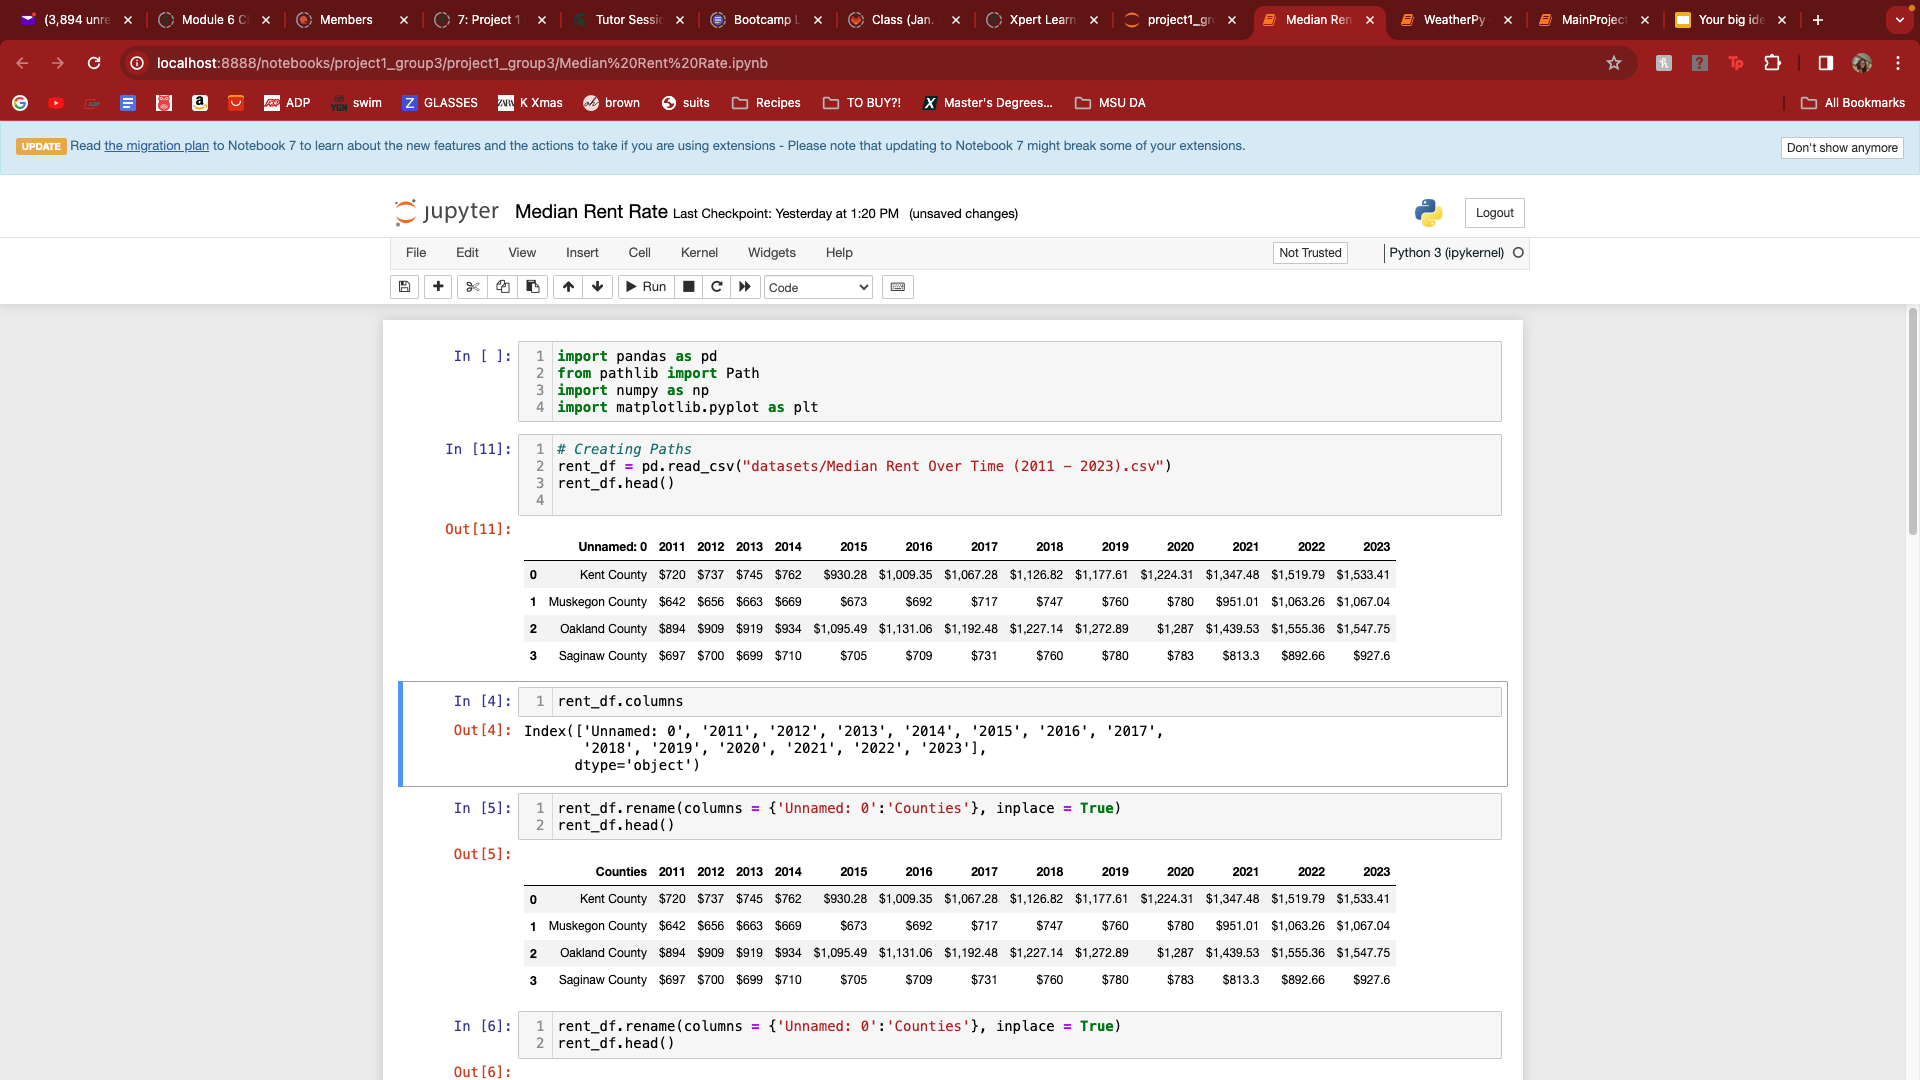 (3,894 unre
Module 6 C
Members
7: Project 1
Tutor Sessio
Bootcamp L
Class (Jan.
Xpert Learn
project1_gr
Median Ren
WeatherPy
MainProject
Your big ide
localhost:8888/notebooks/project1_group3/project1_group3/Median%20Rent%20Rate.ipynb
ADP swim GLASSES K Xmas brown suits Recipes TO BUY?! Master's Degrees... MSU DA All Bookmarks
UPDATE Read the migration plan to Notebook 7 to learn about the new features and the actions to take if you are using extensions - Please note that updating to Notebook 7 might break some of your extensions. Don't show anymore
jupyter Median Rent Rate Last Checkpoint: Yesterday at 1:20 PM (unsaved changes) Logout
File Edit View Insert Cell Kernel Widgets Help Not Trusted Python 3 (ipykernel)
Run Code
In [ ]: 1 import pandas as pd
2 from pathlib import Path
3 import numpy as np
4 import matplotlib.pyplot as plt
In [11]: 1 # Creating Paths
2 rent_df = pd.read_csv("datasets/Median Rent Over Time (2011 – 2023).csv")
3 rent_df.head()
4
Out[11]:
Unnamed: 0 2011 2012 2013 2014 2015 2016 2017 2018 2019 2020 2021 2022 2023
0 Kent County $720 $737 $745 $762 $930.28 $1,009.35 $1,067.28 $1,126.82 $1,177.61 $1,224.31 $1,347.48 $1,519.79 $1,533.41
1 Muskegon County $642 $656 $663 $669 $673 $692 $717 $747 $760 $780 $951.01 $1,063.26 $1,067.04
2 Oakland County $894 $909 $919 $934 $1,095.49 $1,131.06 $1,192.48 $1,227.14 $1,272.89 $1,287 $1,439.53 $1,555.36 $1,547.75
3 Saginaw County $697 $700 $699 $710 $705 $709 $731 $760 $780 $783 $813.3 $892.66 $927.6
In [4]: 1 rent_df.columns
Out[4]: Index(['Unnamed: 0', '2011', '2012', '2013', '2014', '2015', '2016', '2017',
'2018', '2019', '2020', '2021', '2022', '2023'],
dtype='object')
In [5]: 1 rent_df.rename(columns = {'Unnamed: 0':'Counties'}, inplace = True)
2 rent_df.head()
Out[5]:
Counties 2011 2012 2013 2014 2015 2016 2017 2018 2019 2020 2021 2022 2023
0 Kent County $720 $737 $745 $762 $930.28 $1,009.35 $1,067.28 $1,126.82 $1,177.61 $1,224.31 $1,347.48 $1,519.79 $1,533.41
1 Muskegon County $642 $656 $663 $669 $673 $692 $717 $747 $760 $780 $951.01 $1,063.26 $1,067.04
2 Oakland County $894 $909 $919 $934 $1,095.49 $1,131.06 $1,192.48 $1,227.14 $1,272.89 $1,287 $1,439.53 $1,555.36 $1,547.75
3 Saginaw County $697 $700 $699 $710 $705 $709 $731 $760 $780 $783 $813.3 $892.66 $927.6
In [6]: 1 rent_df.rename(columns = {'Unnamed: 0':'Counties'}, inplace = True)
2 rent_df.head()
Out[6]: